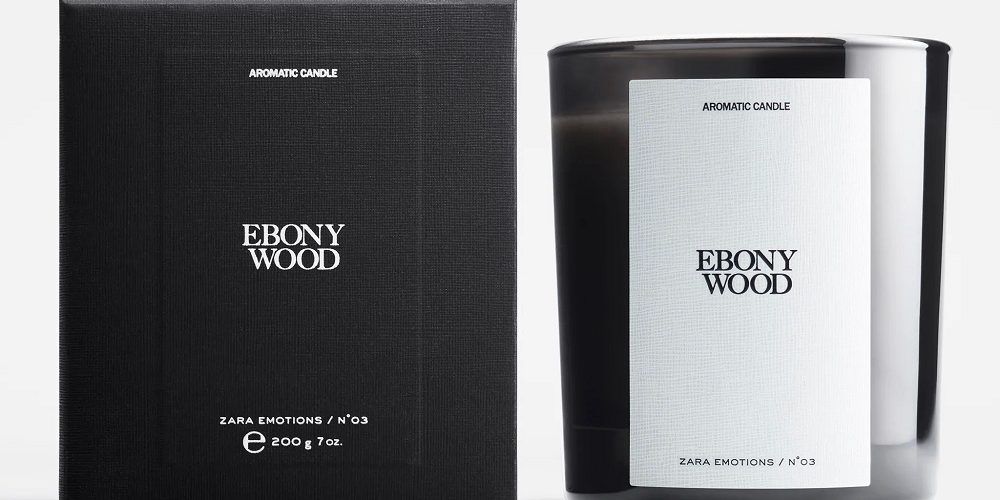 AROMATIC CANDLE
EBONY
WOOD
ZARA EMOTIONS / N°03
℮ 200 g 7 oz.
AROMATIC CANDLE
EBONY
WOOD
ZARA EMOTIONS / N°03